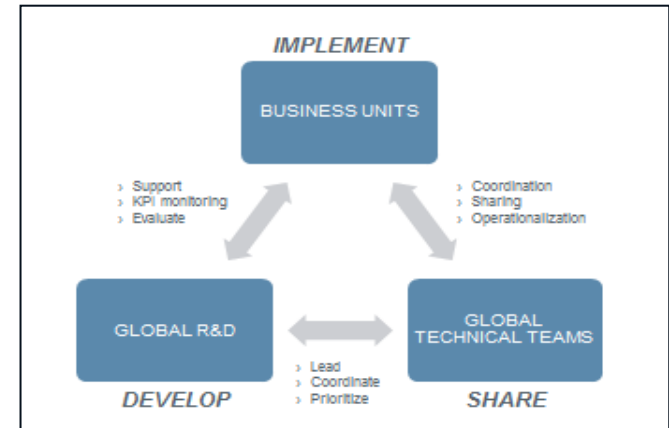 IMPLEMENT
BUSINESS UNITS
› Support
› KPI monitoring
› Evaluate
› Coordination
› Sharing
› Operationalization
GLOBAL R&D
GLOBAL
TECHNICAL TEAMS
› Lead
› Coordinate
› Prioritize
DEVELOP
SHARE